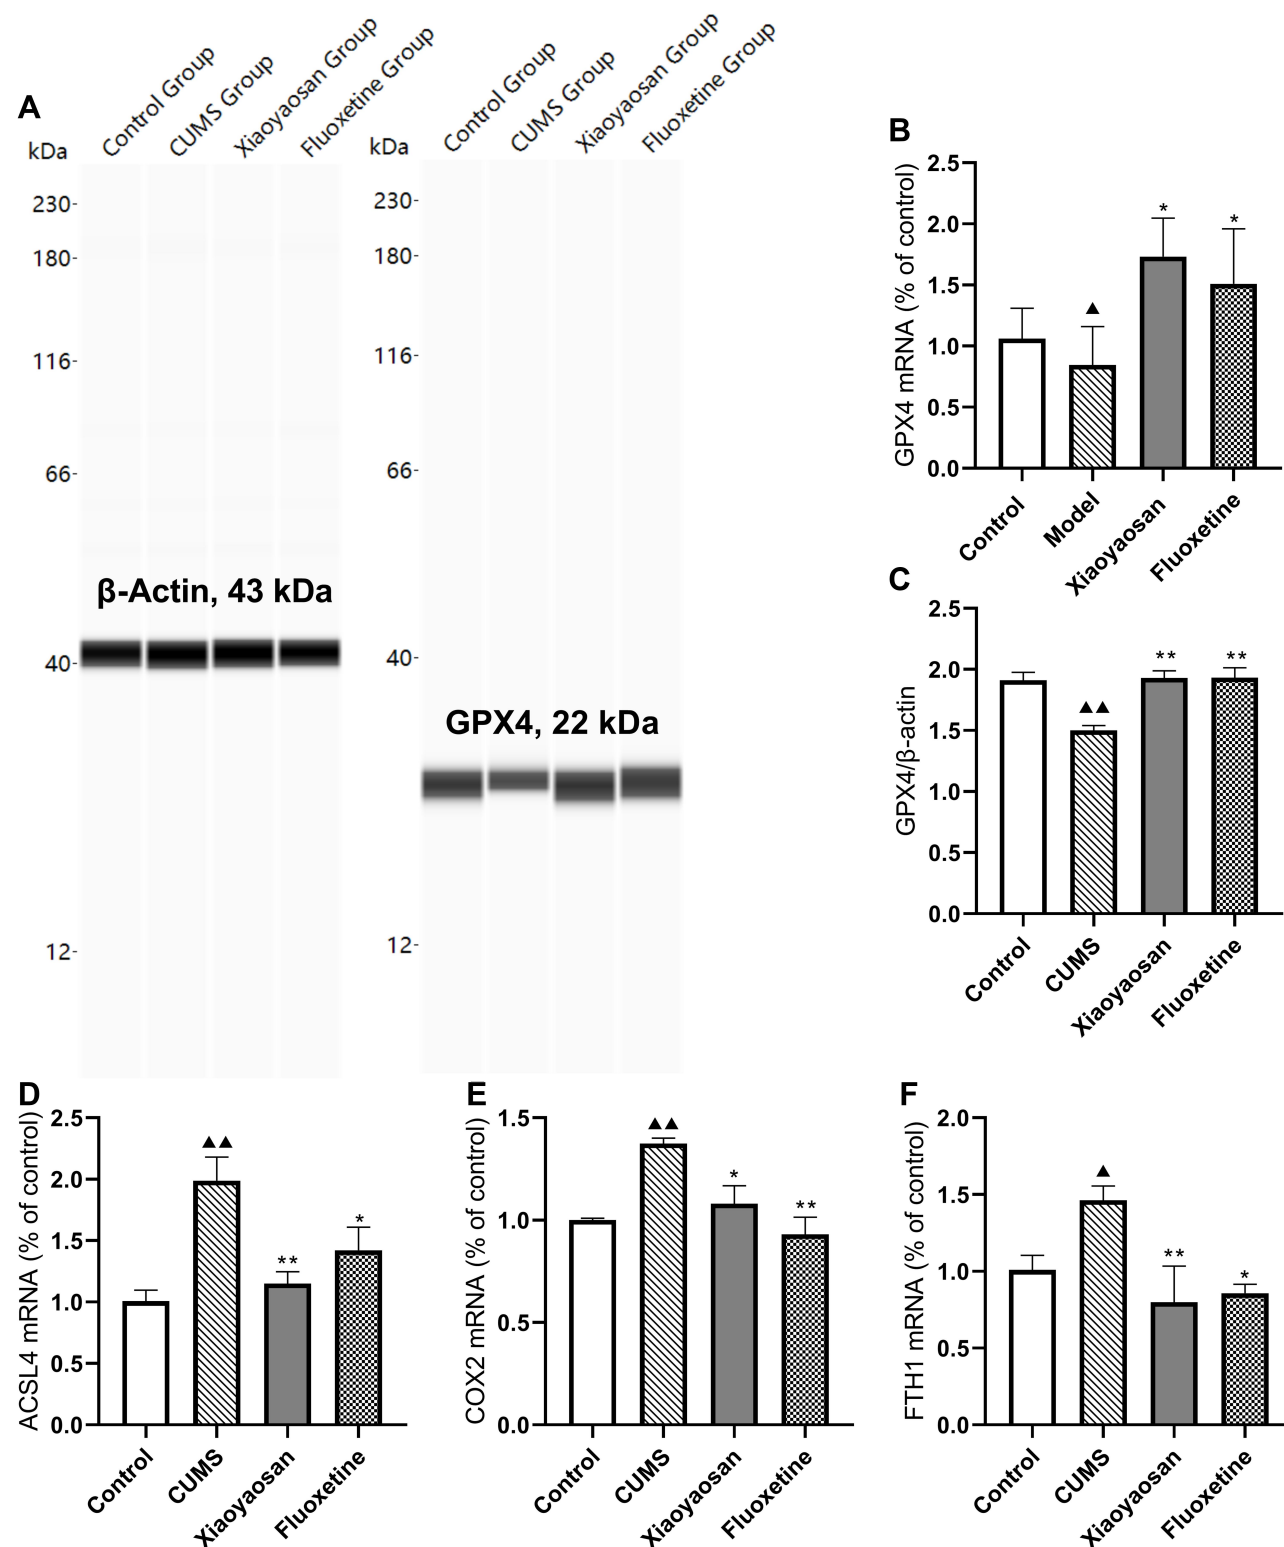 A
kDa
Control Group
CUMS Group
Xiaoyaosan Group
Fluoxetine Group
230-
180-
116-
66-
β-Actin, 43 kDa
40-
12-
kDa
Control Group
CUMS Group
Xiaoyaosan Group
Fluoxetine Group
230-
180-
116-
66-
40-
GPX4, 22 kDa
12-
B
GPX4 mRNA (% of control)
2.5
2.0
1.5
1.0
0.5
0.0
▲
*
*
Control
Model
Xiaoyaosan
Fluoxetine
C
GPX4/β-actin
2.5
2.0
1.5
1.0
0.5
0.0
▲▲
**
**
Control
CUMS
Xiaoyaosan
Fluoxetine
D
ACSL4 mRNA (% of control)
2.5
2.0
1.5
1.0
0.5
0.0
▲▲
**
*
Control
CUMS
Xiaoyaosan
Fluoxetine
E
COX2 mRNA (% of control)
1.5
1.0
0.5
0.0
▲▲
*
**
Control
CUMS
Xiaoyaosan
Fluoxetine
F
FTH1 mRNA (% of control)
2.0
1.5
1.0
0.5
0.0
▲
**
*
Control
CUMS
Xiaoyaosan
Fluoxetine